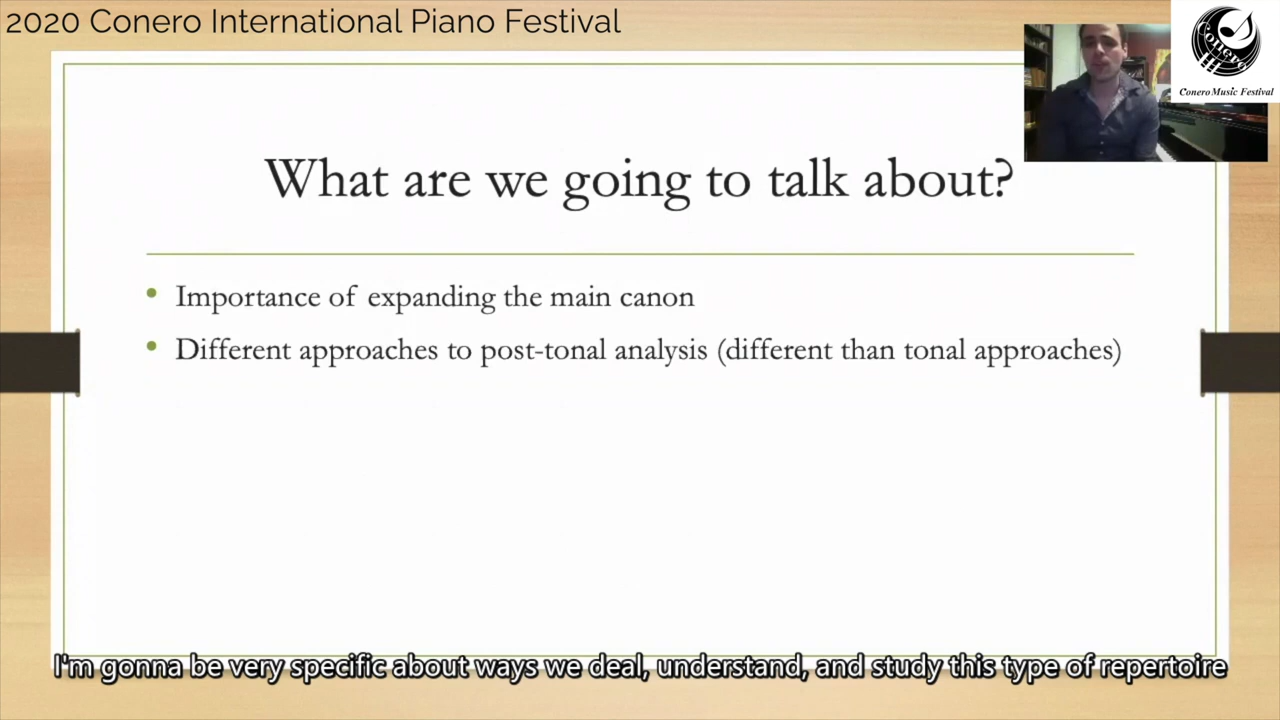 2020 Conero International Piano Festival
Conero
Conero Music Festival
What are we going to talk about?
• Importance of expanding the main canon
• Different approaches to post-tonal analysis (different than tonal approaches)
I'm gonna be very specific about ways we deal, understand, and study this type of repertoire